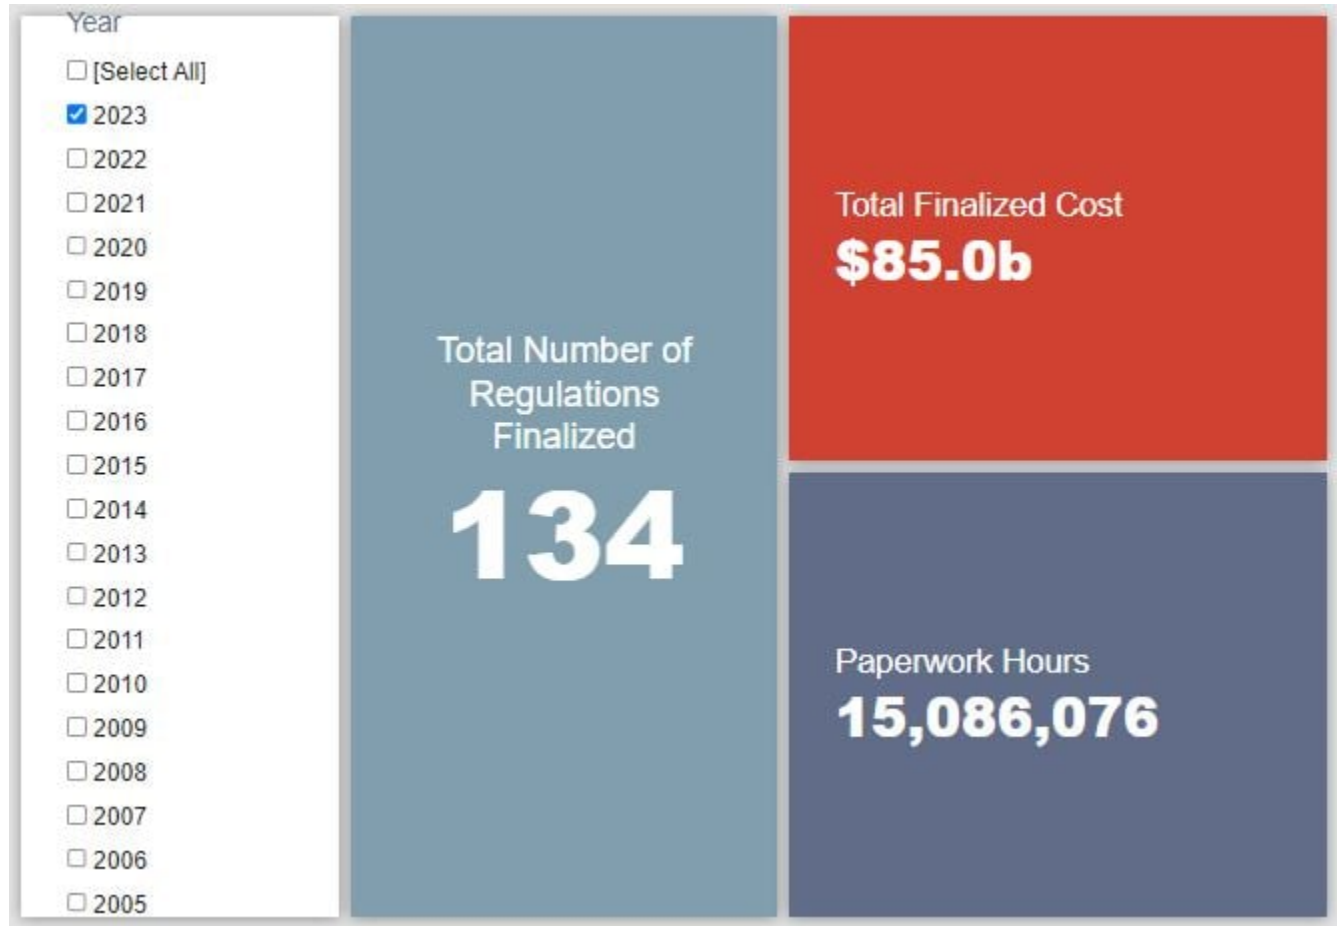 Year
[Select All]
2023
2022
2021
2020
2019
2018
2017
2016
2015
2014
2013
2012
2011
2010
2009
2008
2007
2006
2005
Total Number of
Regulations
Finalized
134
Total Finalized Cost
$85.0b
Paperwork Hours
15,086,076